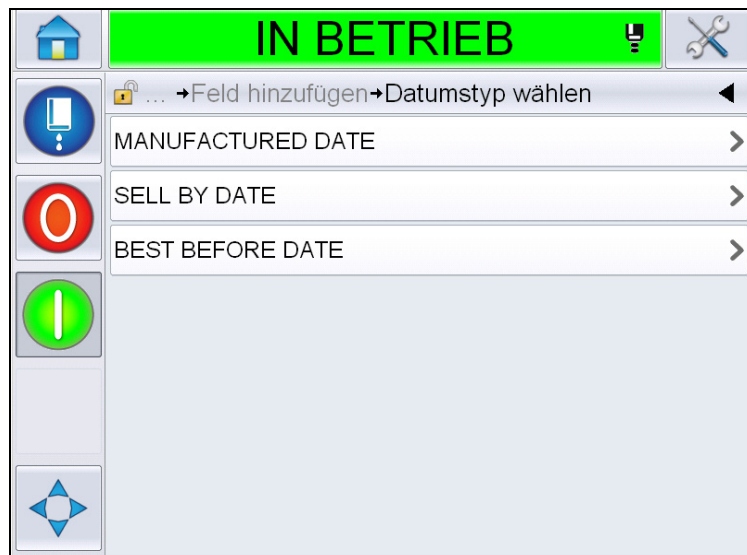 IN BETRIEB
... →Feld hinzufügen→Datumstyp wählen
MANUFACTURED DATE
SELL BY DATE
BEST BEFORE DATE